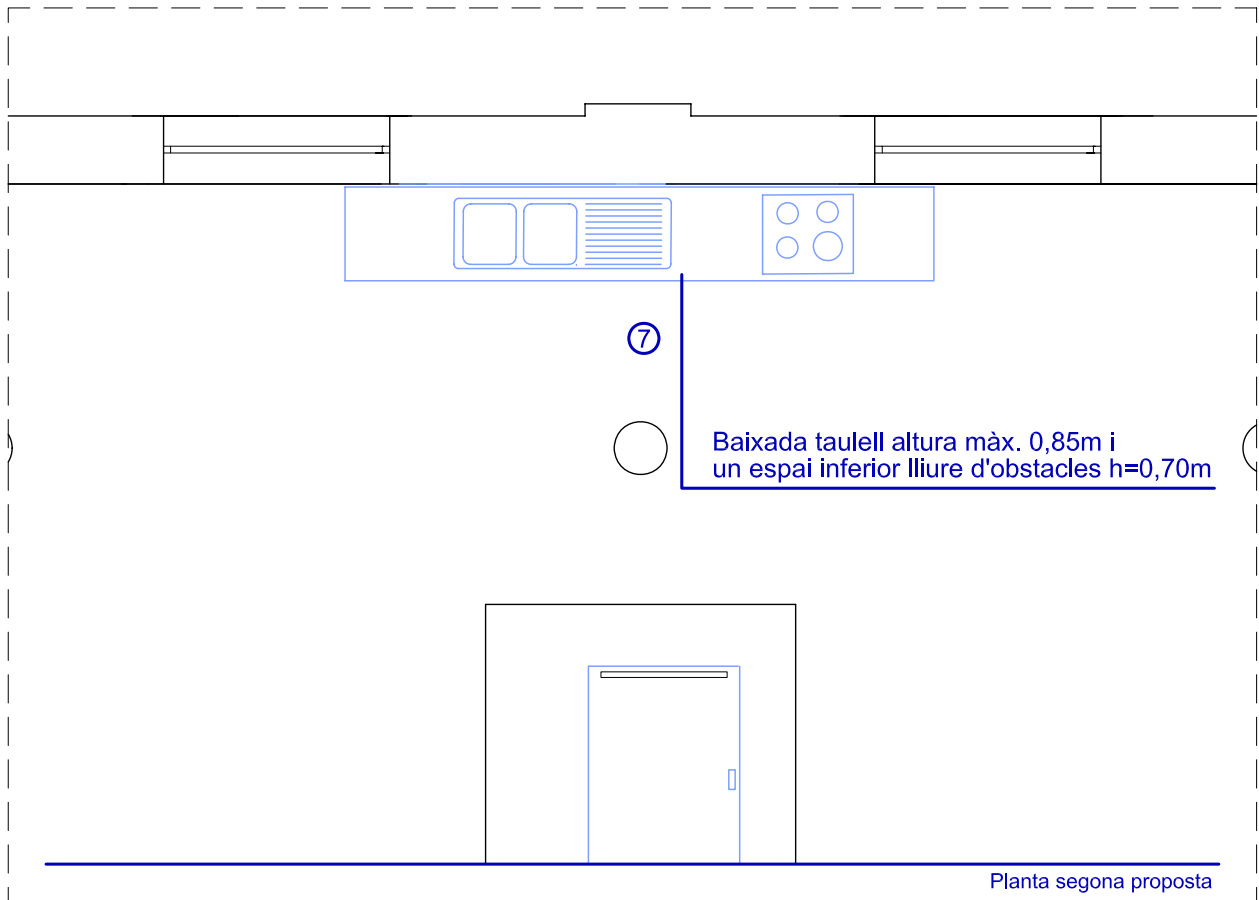 7
Baixada taulell altura màx. 0,85m i
un espai inferior lliure d'obstacles h=0,70m
Planta segona proposta